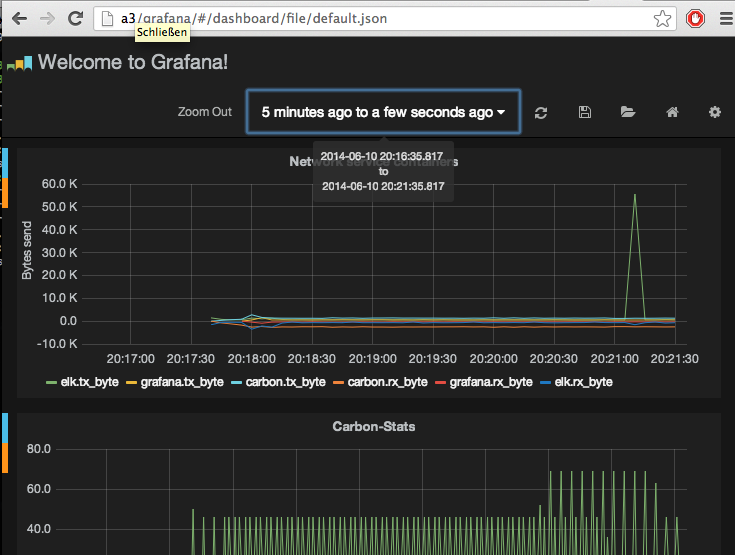 a3/grafana/#/dashboard/file/default.json
Schließen
Welcome to Grafana!
Zoom Out 5 minutes ago to a few seconds ago
2014-06-10 20:16:35.817
to
2014-06-10 20:21:35.817
Network service containers
60.0 K
50.0 K
40.0 K
30.0 K
20.0 K
10.0 K
0.0
-10.0 K
Bytes send
20:17:00 20:17:30 20:18:00 20:18:30 20:19:00 20:19:30 20:20:00 20:20:30 20:21:00 20:21:30
elk.tx_byte grafana.tx_byte carbon.tx_byte carbon.rx_byte grafana.rx_byte elk.rx_byte
Carbon-Stats
80.0
60.0
40.0